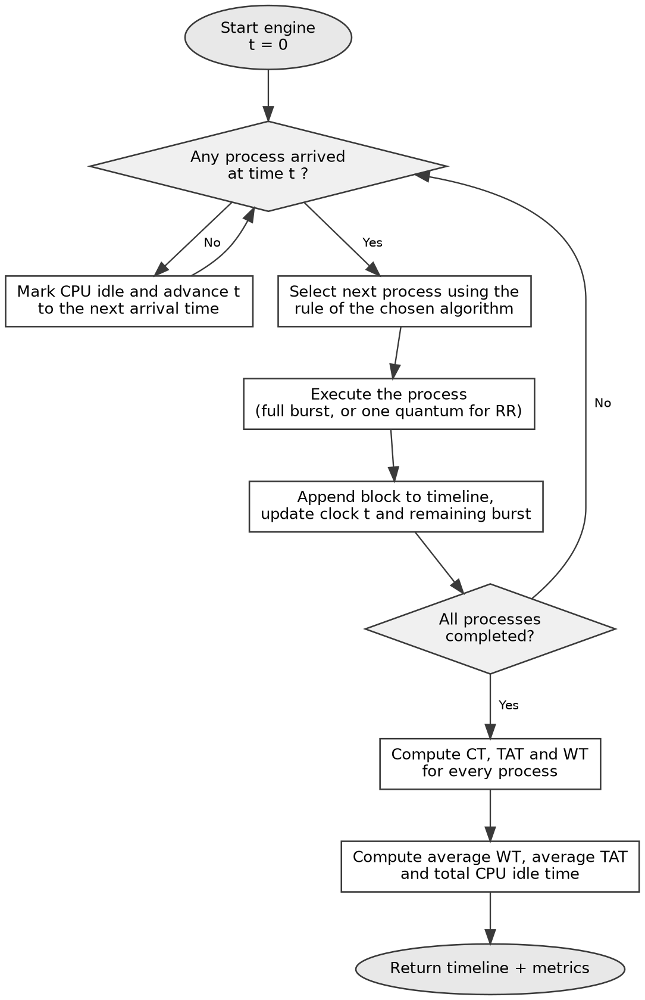 Start engine
t = 0
Any process arrived
at time t ?
No
Yes
Mark CPU idle and advance t
to the next arrival time
Select next process using the
rule of the chosen algorithm
Execute the process
(full burst, or one quantum for RR)
No
Append block to timeline,
update clock t and remaining burst
All processes
completed?
Yes
Compute CT, TAT and WT
for every process
Compute average WT, average TAT
and total CPU idle time
Return timeline + metrics